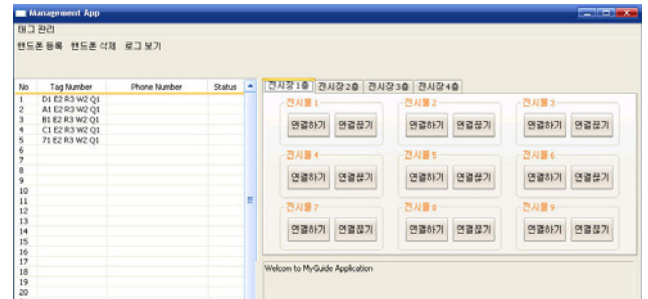 Management App
태그 관리
핸드폰 등록 핸드폰 삭제 로그 보기
No Tag Number Phone Number Status
1 D1 E2 R3 W2 Q1
2 A1 E2 R3 W2 Q1
3 B1 E2 R3 W2 Q1
4 C1 E2 R3 W2 Q1
5 71 E2 R3 W2 Q1
6
7
8
9
10
11
12
13
14
15
16
17
18
19
20
전시장1층 전시장2층 전시장3층 전시장4층
전시물 1 전시물 2 전시물 3
연결하기 연결끊기 연결하기 연결끊기 연결하기 연결끊기
전시물 4 전시물 5 전시물 6
연결하기 연결끊기 연결하기 연결끊기 연결하기 연결끊기
전시물 7 전시물 8 전시물 9
연결하기 연결끊기 연결하기 연결끊기 연결하기 연결끊기
Welcom to MyGuide Application